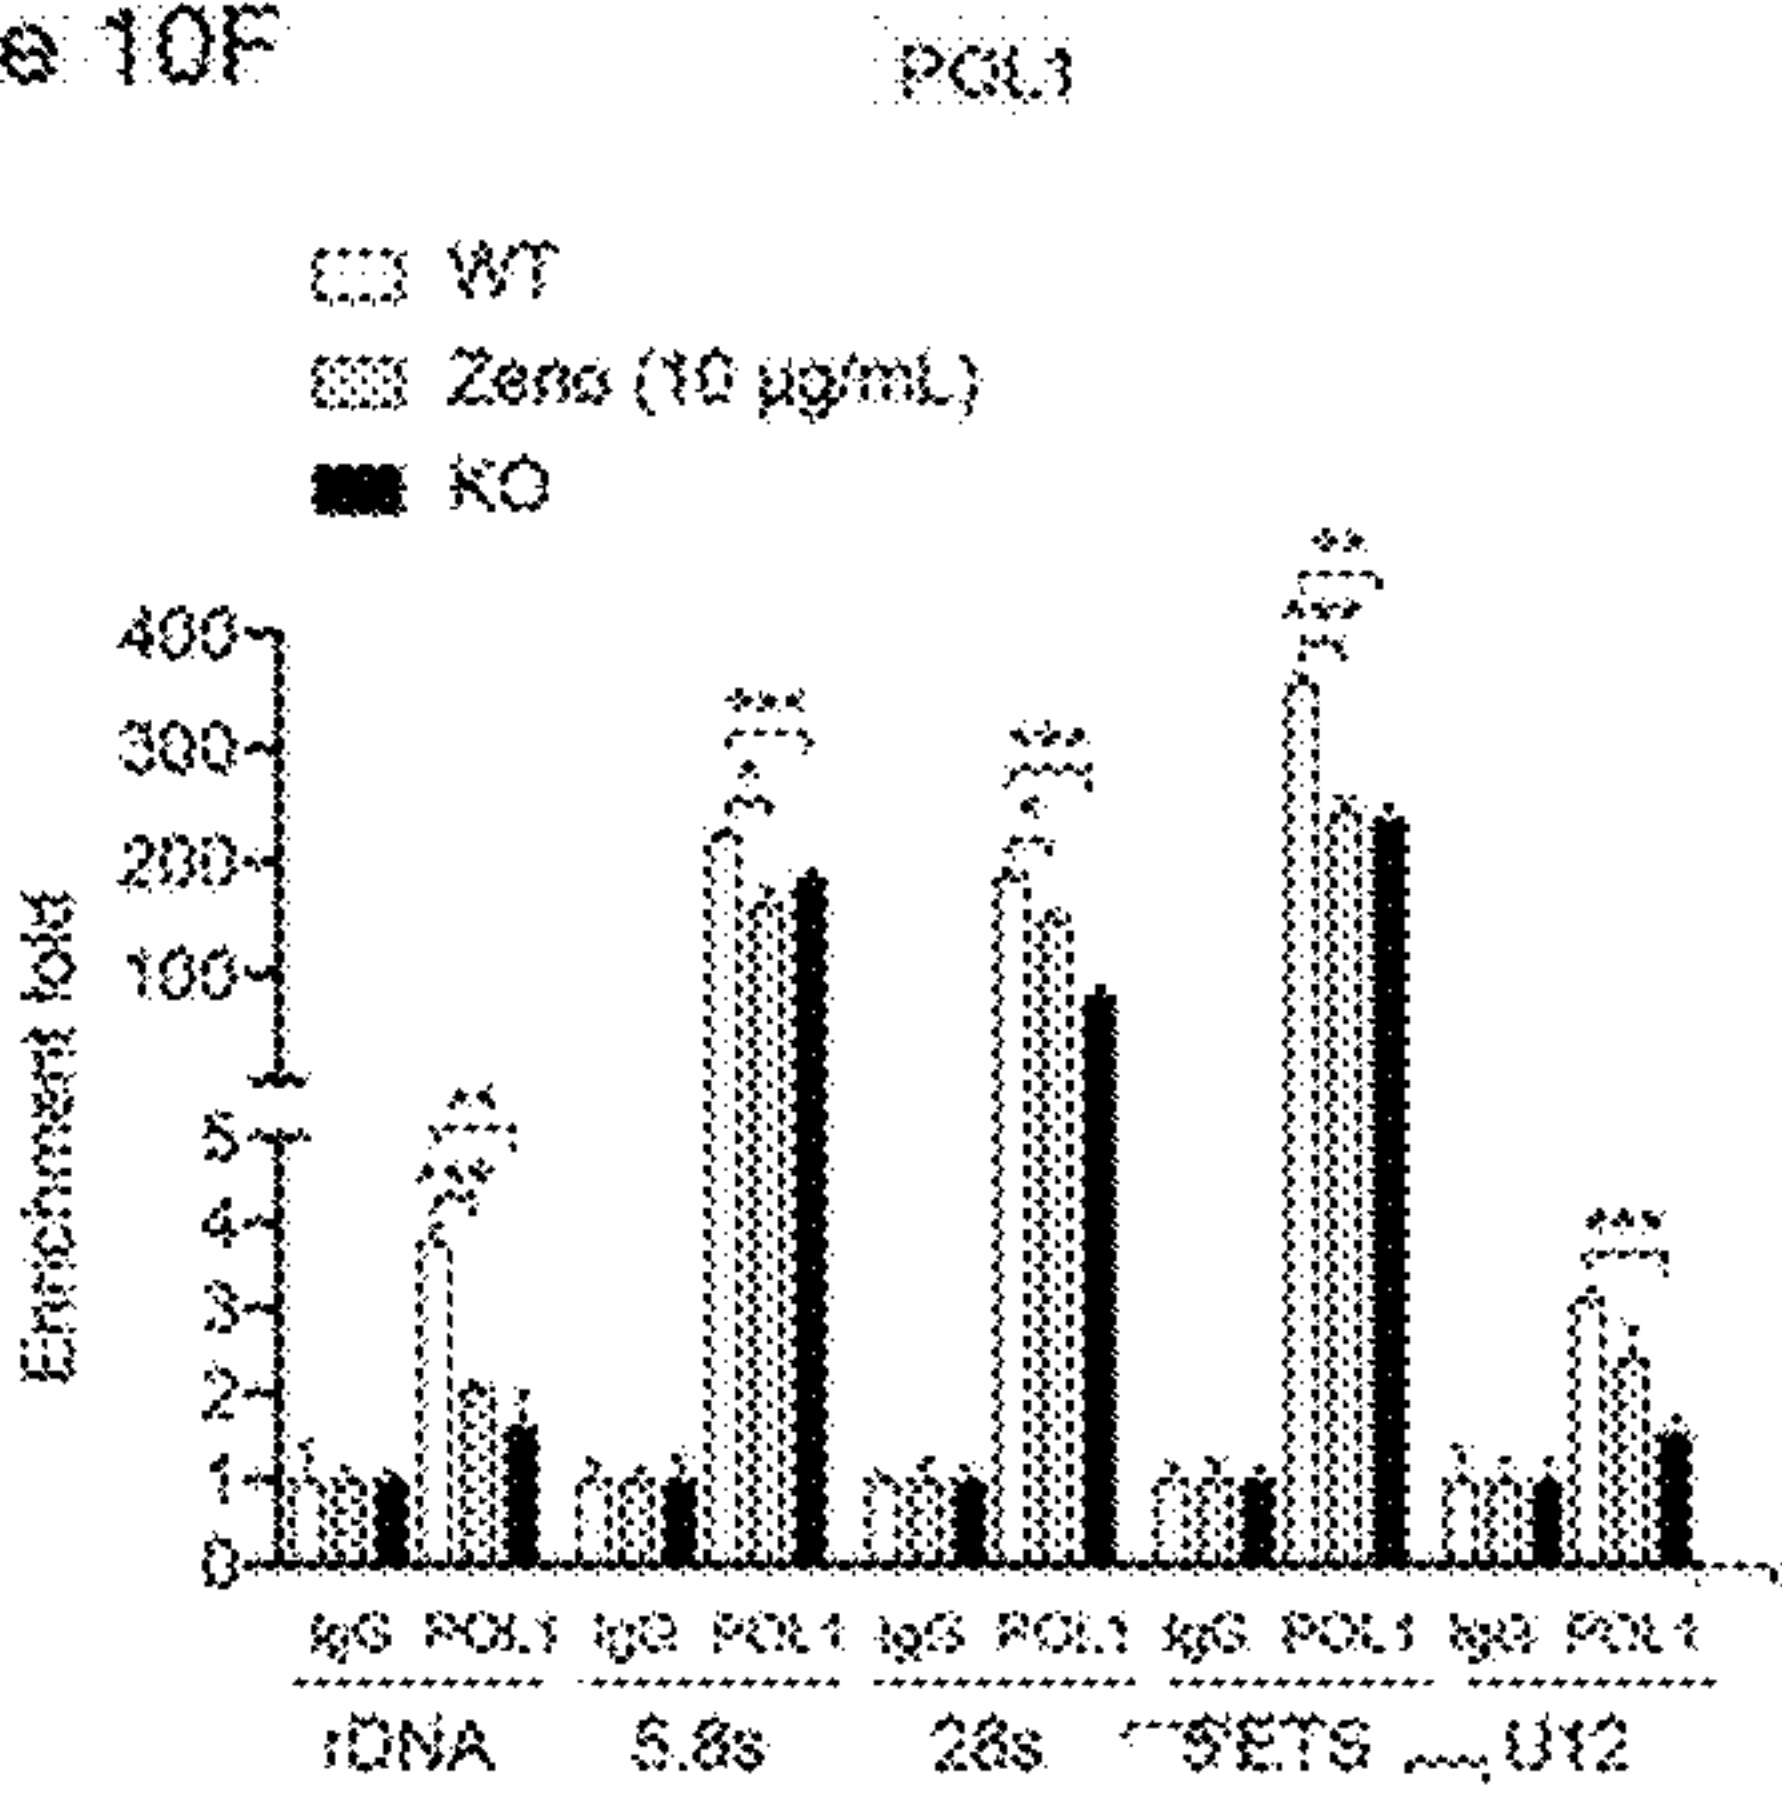 e 10F
POL1
WT
Zeno (10 µg/mL)
KO
Enrichment fold
400
300
200
100
5
4
3
2
1
0
** *** *** * *** * ** *** ***
IgG POL1 IgG POL1 IgG POL1 IgG POL1 IgG POL1
rDNA 5.8s 28s 5'ETS U12